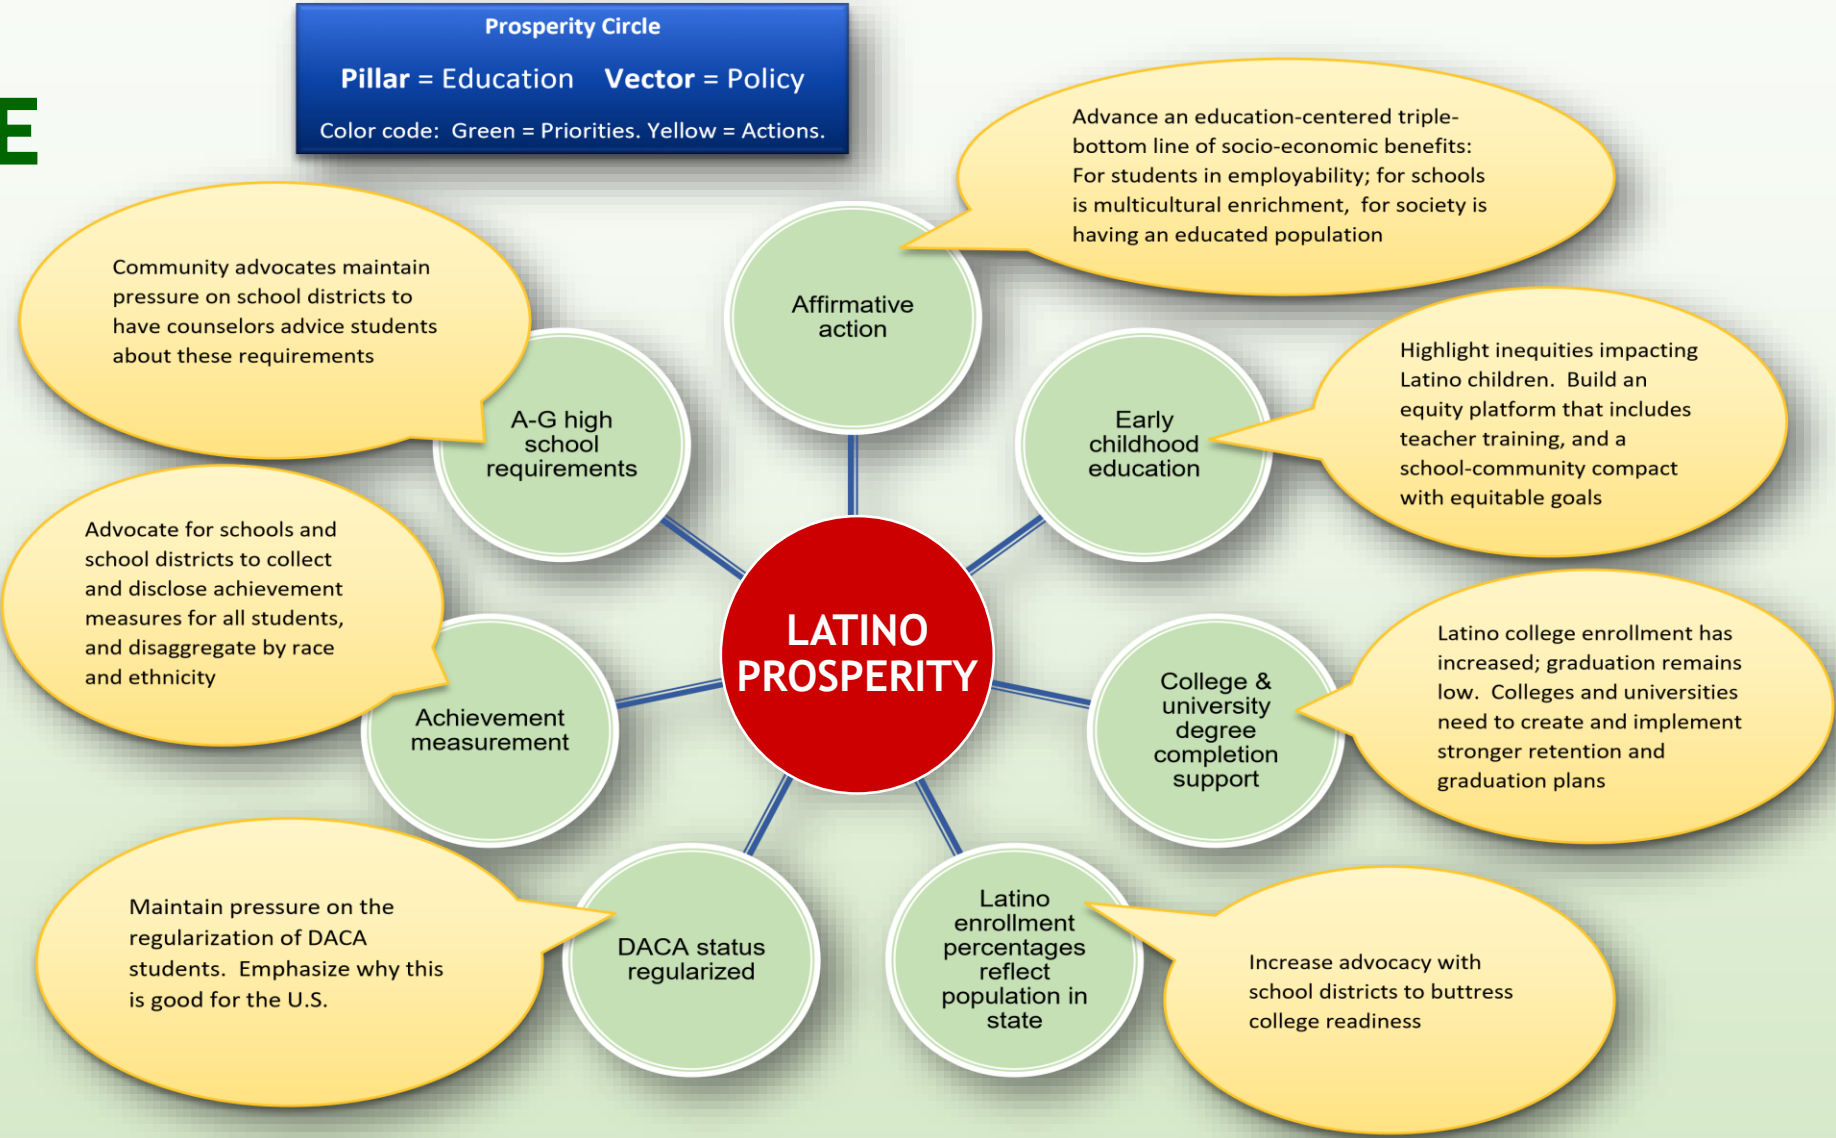 Prosperity Circle
Pillar = Education Vector = Policy
Color code: Green = Priorities. Yellow = Actions.
E
Advance an education-centered triple-
bottom line of socio-economic benefits:
For students in employability; for schools
is multicultural enrichment, for society is
having an educated population
Affirmative
action
Highlight inequities impacting
Latino children. Build an
equity platform that includes
teacher training, and a
school-community compact
with equitable goals
Early
childhood
education
Latino college enrollment has
increased; graduation remains
low. Colleges and universities
need to create and implement
stronger retention and
graduation plans
College &
university
degree
completion
support
Increase advocacy with
school districts to buttress
college readiness
Latino
enrollment
percentages
reflect
population in
state
Maintain pressure on the
regularization of DACA
students. Emphasize why this
is good for the U.S.
DACA status
regularized
Advocate for schools and
school districts to collect
and disclose achievement
measures for all students,
and disaggregate by race
and ethnicity
Achievement
measurement
Community advocates maintain
pressure on school districts to
have counselors advice students
about these requirements
A-G high
school
requirements
LATINO
PROSPERITY